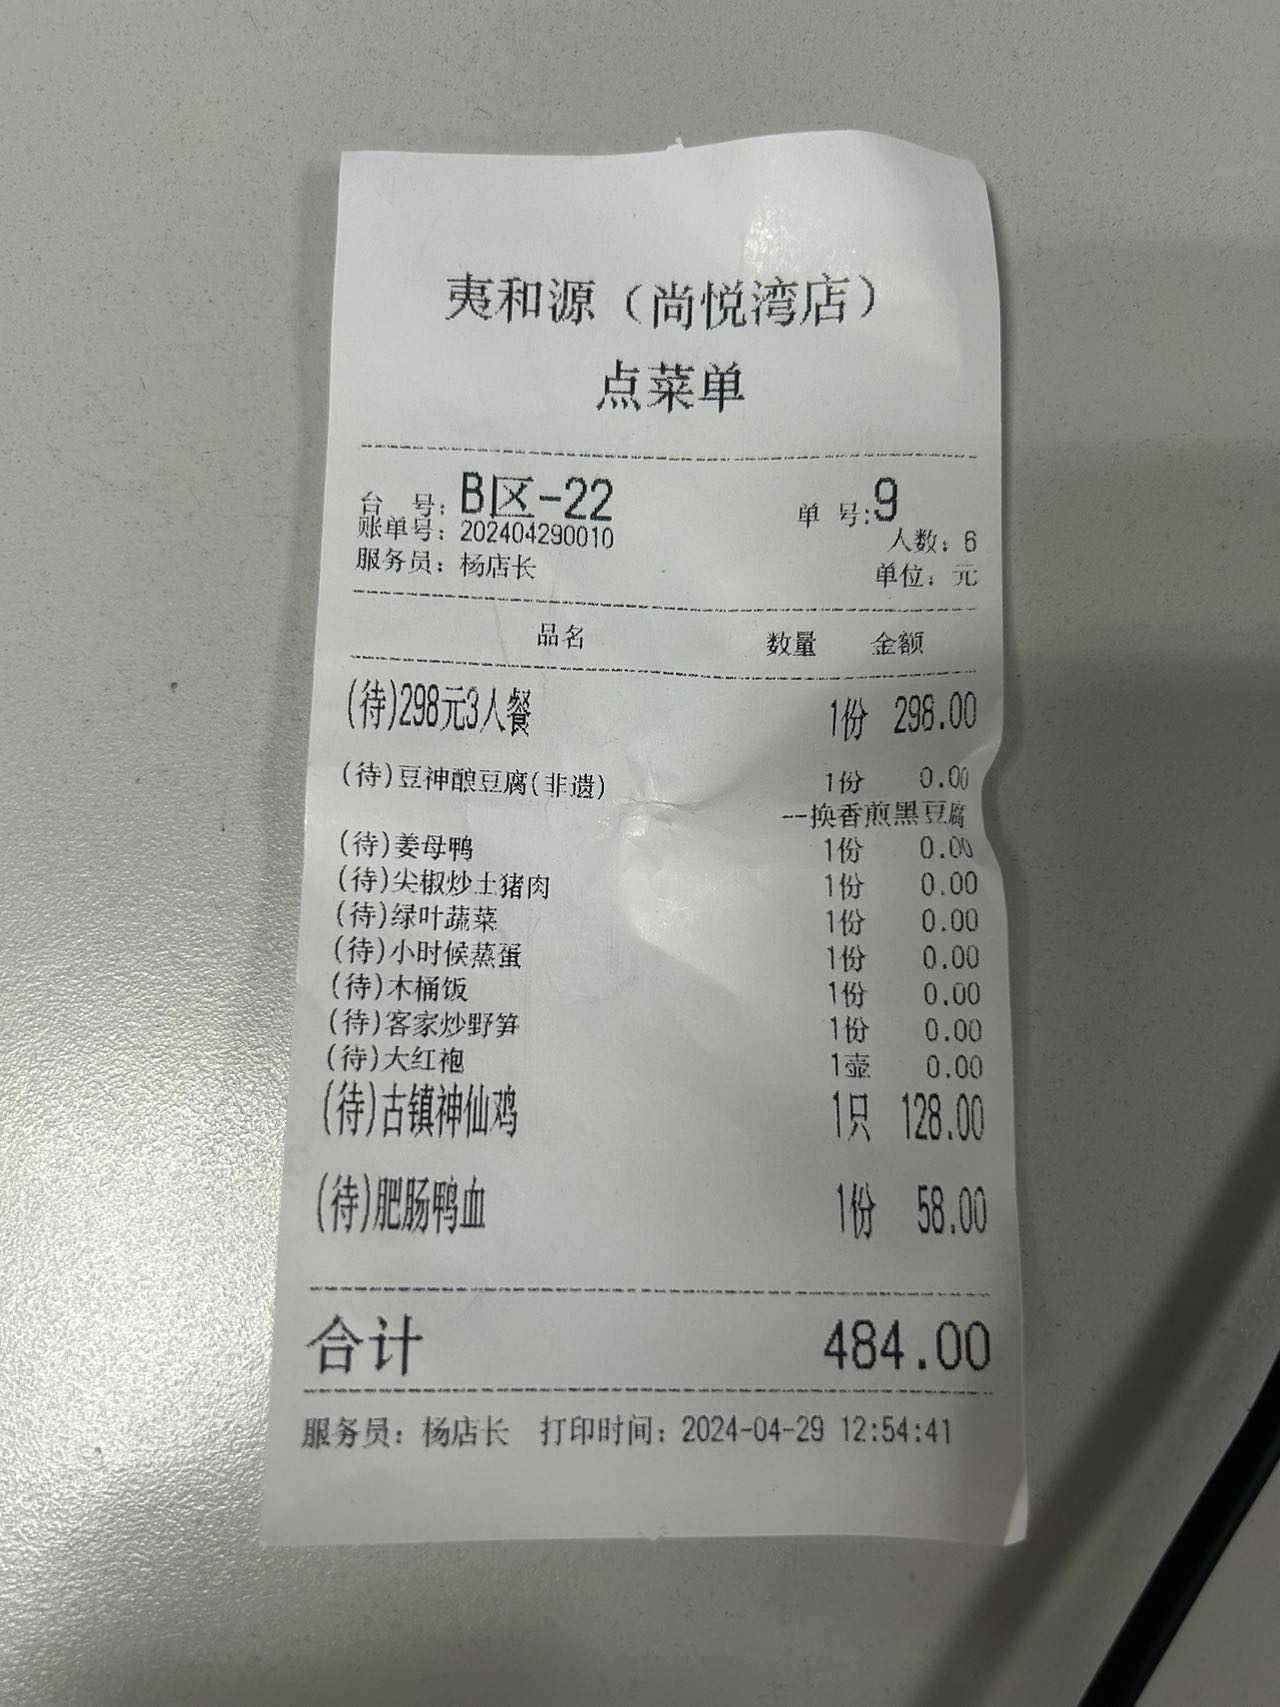 夷和源（尚悦湾店）
点菜单
台 号：B区-22 单 号:9
账单号：202404290010 人数：6
服务员：杨店长 单位：元
品名 数量 金额
(待)298元3人餐 1份 298.00
(待)豆神酿豆腐(非遗) 1份 0.00
--换香煎黑豆腐
(待)姜母鸭 1份 0.00
(待)尖椒炒土猪肉 1份 0.00
(待)绿叶蔬菜 1份 0.00
(待)小时候蒸蛋 1份 0.00
(待)木桶饭 1份 0.00
(待)客家炒野笋 1份 0.00
(待)大红袍 1壶 0.00
(待)古镇神仙鸡 1只 128.00
(待)肥肠鸭血 1份 58.00
合计 484.00
服务员：杨店长 打印时间：2024-04-29 12:54:41